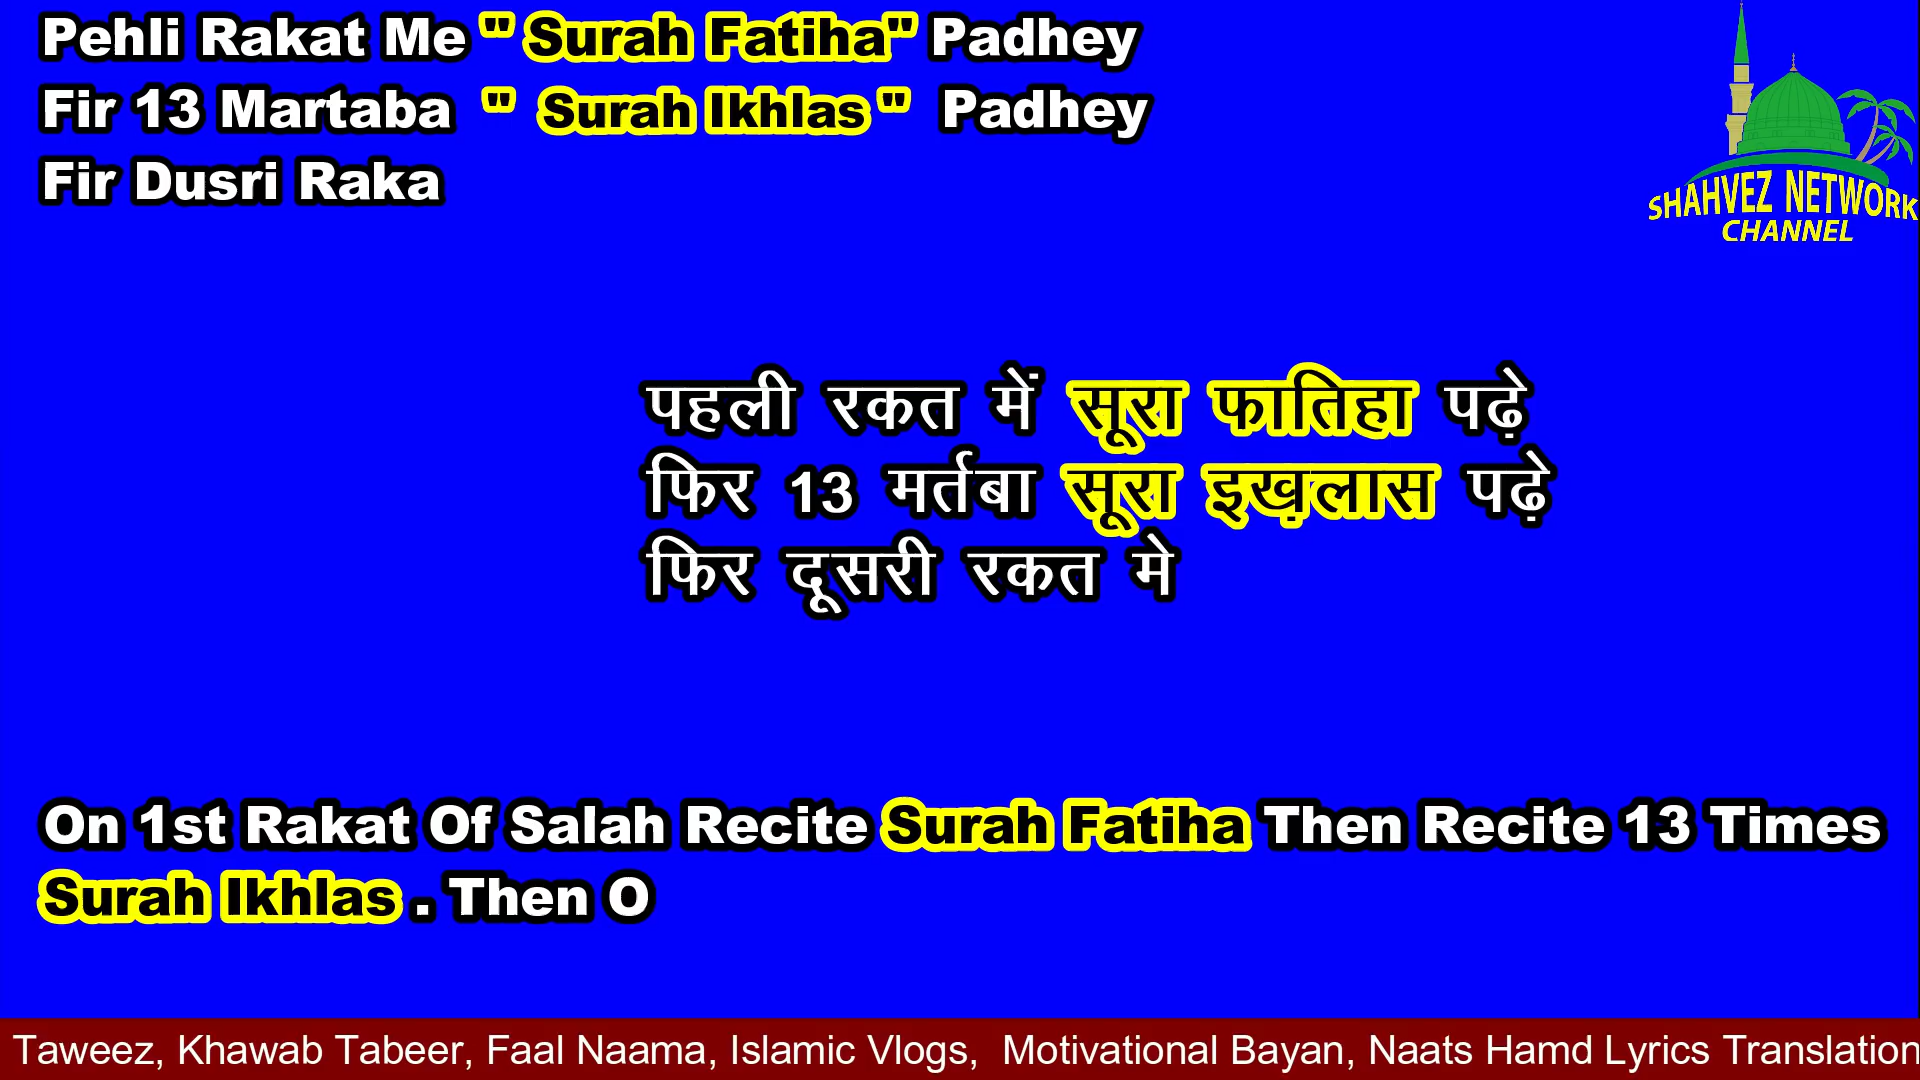 Pehli Rakat Me " Surah Fatiha" Padhey
Fir 13 Martaba " Surah Ikhlas " Padhey
Fir Dusri Raka
SHAHVEZ NETWORK
CHANNEL
पहली रकत में सूरा फातिहा पढ़े
फिर 13 मर्तबा सूरा इख़लास पढ़े
फिर दूसरी रकत मे
On 1st Rakat Of Salah Recite Surah Fatiha Then Recite 13 Times
Surah Ikhlas . Then O
Taweez, Khawab Tabeer, Faal Naama, Islamic Vlogs, Motivational Bayan, Naats Hamd Lyrics Translation